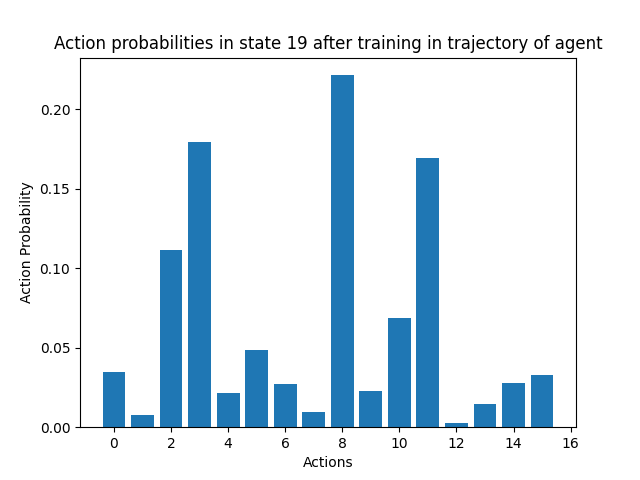 Action probabilities in state 19 after training in trajectory of agent
0.20
0.15
0.10
0.05
0.00
Action Probability
0 2 4 6 8 10 12 14 16
Actions